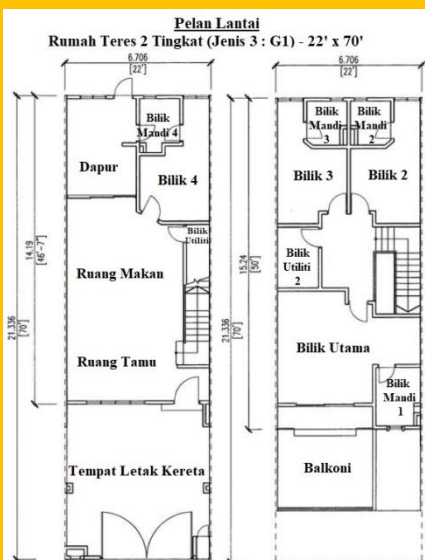 Pelan Lantai
Rumah Teres 2 Tingkat (Jenis 3 : G1) - 22' x 70'
6.706
[22']
Bilik
Mandi 4
Dapur
Bilik 4
Bilik
Utiliti
Ruang Makan
Ruang Tamu
Tempat Letak Kereta
14.19
[46'-7"]
21.336
[70']
6.706
[22']
Bilik
Mandi
3
Bilik
Mandi
2
Bilik 3
Bilik 2
Bilik
Utiliti
2
Bilik Utama
Bilik
Mandi
1
Balkoni
15.24
[50']
21.336
[70']